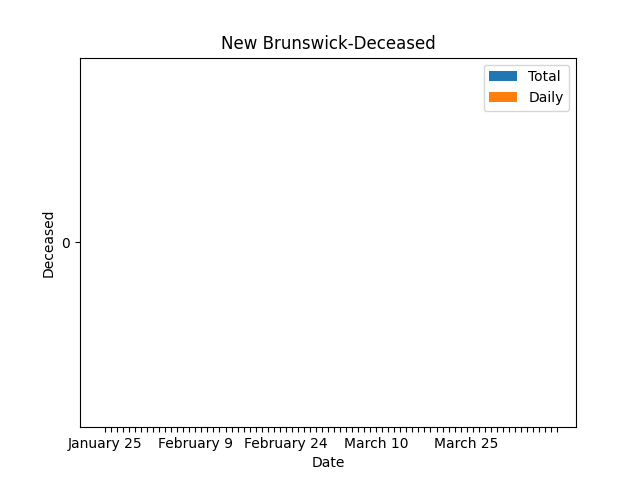 New Brunswick-Deceased
Total
Daily
Deceased
0
January 25 February 9 February 24 March 10 March 25
Date